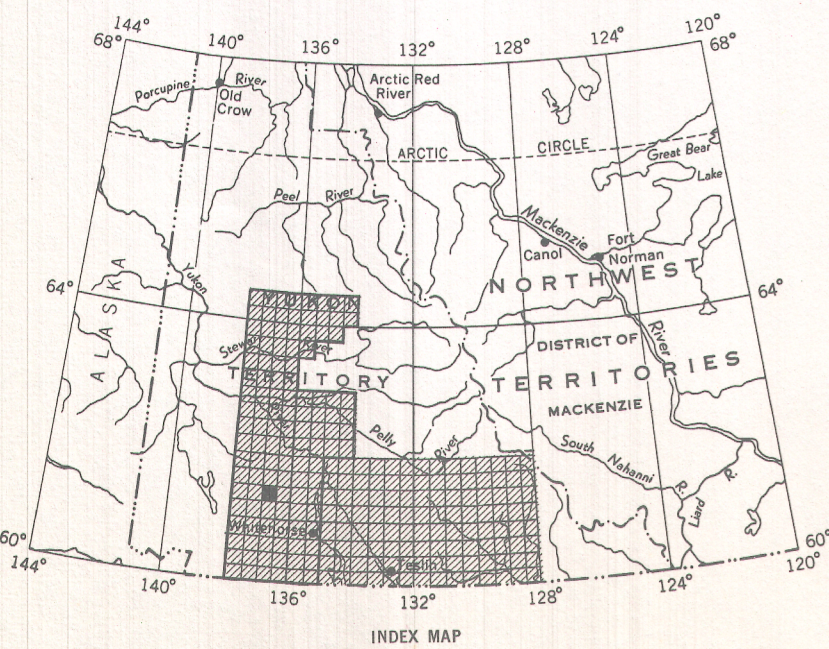 144°
68°
140°
136°
132°
128°
124°
120°
68°
Porcupine River
Old
Crow
Arctic Red
River
ARCTIC CIRCLE
Great Bear
Lake
Peel River
Mackenzie
Canol
Fort
Norman
NORTHWEST
64°
ALASKA
Yukon
YUKON
64°
Stewart River
DISTRICT OF
River
TERRITORY
TERRITORIES
MACKENZIE
Pelly
River
South Nahanni
R.
Liard
R.
Whitehorse
Teslin
60°
144°
140°
136°
132°
128°
124°
60°
120°
INDEX MAP